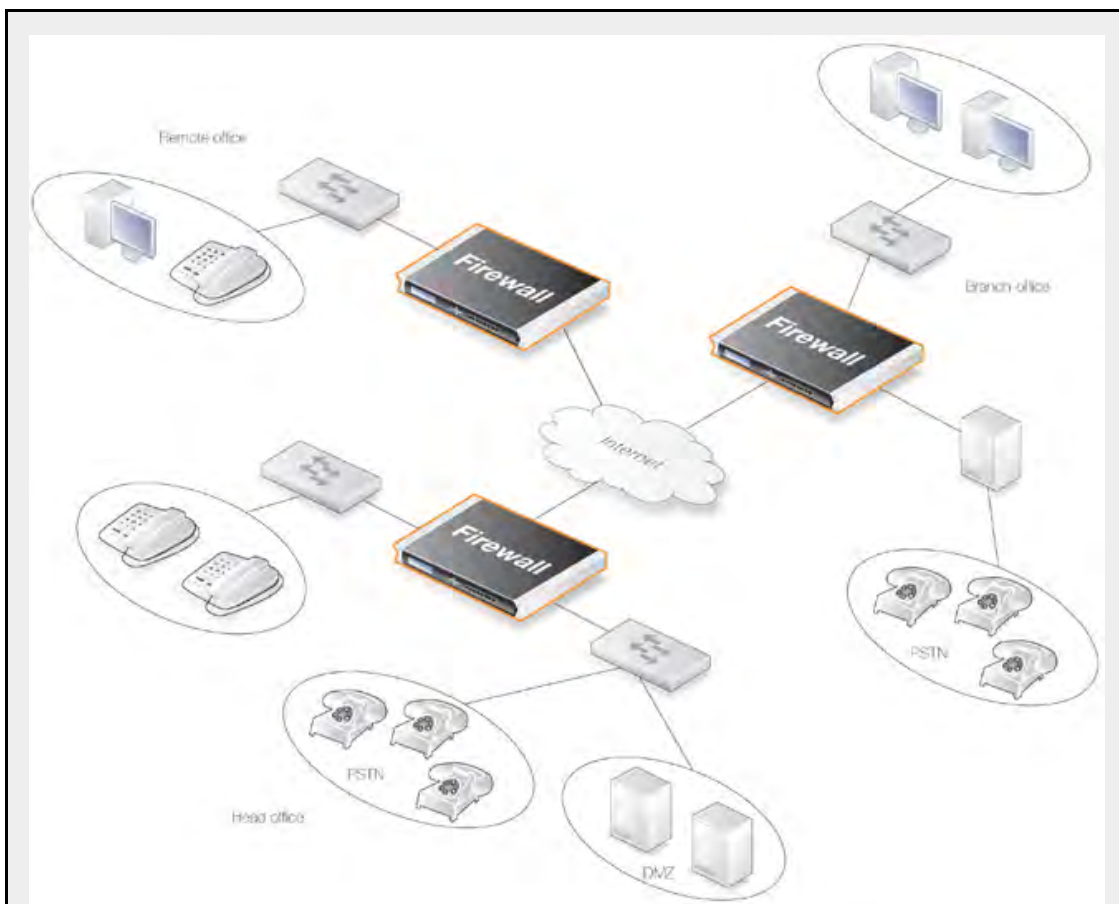 Remote office
Firewall
Branch office
Firewall
Internet
Firewall
PSTN
PSTN
Head office
DMZ